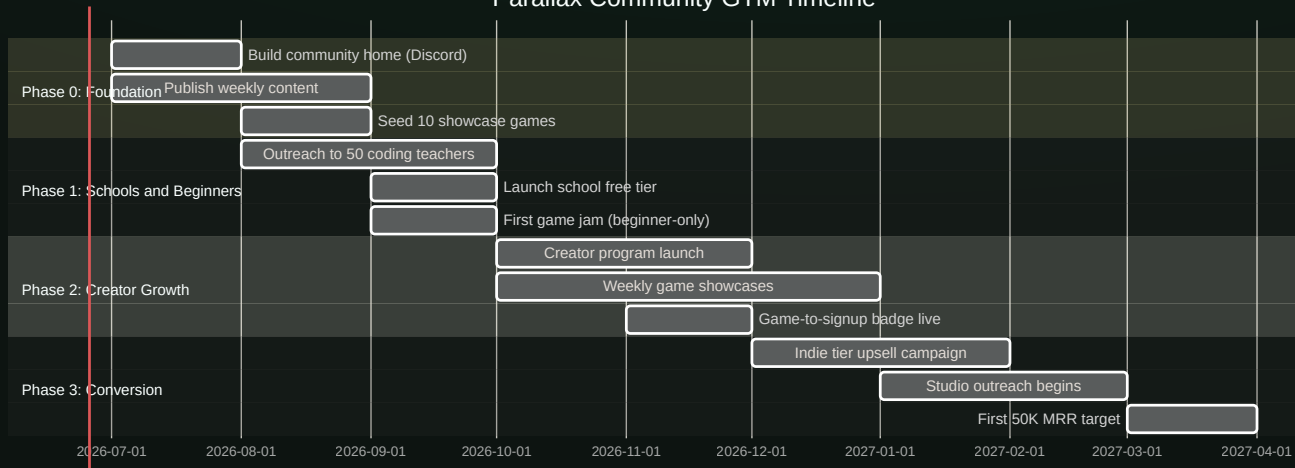 Parallax Community GTM Timeline
Build community home (Discord)
Phase 0: Foundation
Publish weekly content
Seed 10 showcase games
Outreach to 50 coding teachers
Phase 1: Schools and Beginners
Launch school free tier
First game jam (beginner-only)
Creator program launch
Phase 2: Creator Growth
Weekly game showcases
Game-to-signup badge live
Indie tier upsell campaign
Phase 3: Conversion
Studio outreach begins
First 50K MRR target
2026-07-01 2026-08-01 2026-09-01 2026-10-01 2026-11-01 2026-12-01 2027-01-01 2027-02-01 2027-03-01 2027-04-01